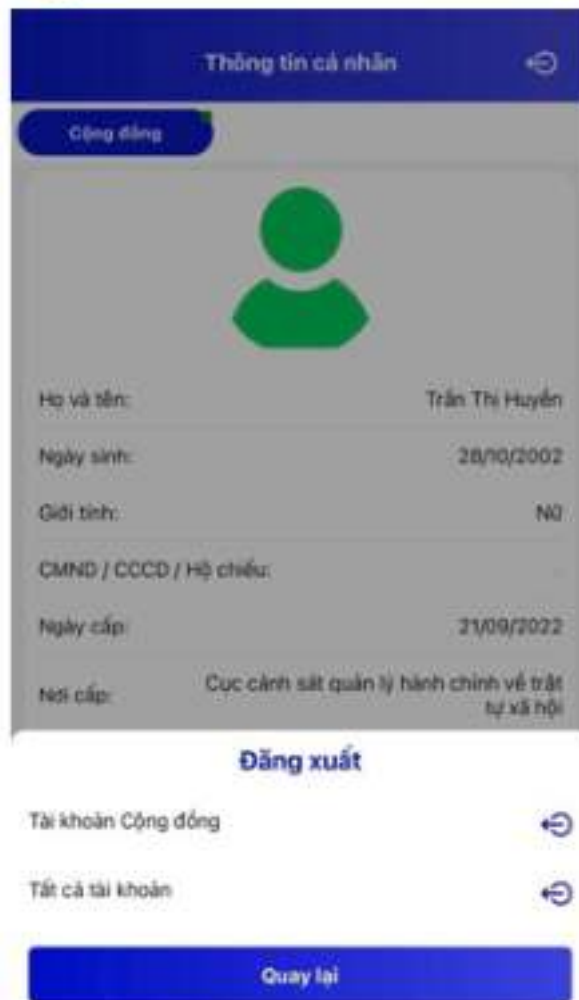 Thông tin cá nhân
Cộng đồng
Họ và tên: Trần Thị Huyền
Ngày sinh: 28/10/2002
Giới tính: Nữ
CMND / CCCD / Hộ chiếu:
Ngày cấp: 21/09/2022
Nơi cấp: Cục cảnh sát quản lý hành chính về trật
tự xã hội
Đăng xuất
Tài khoản Cộng đồng
Tất cả tài khoản
Quay lại